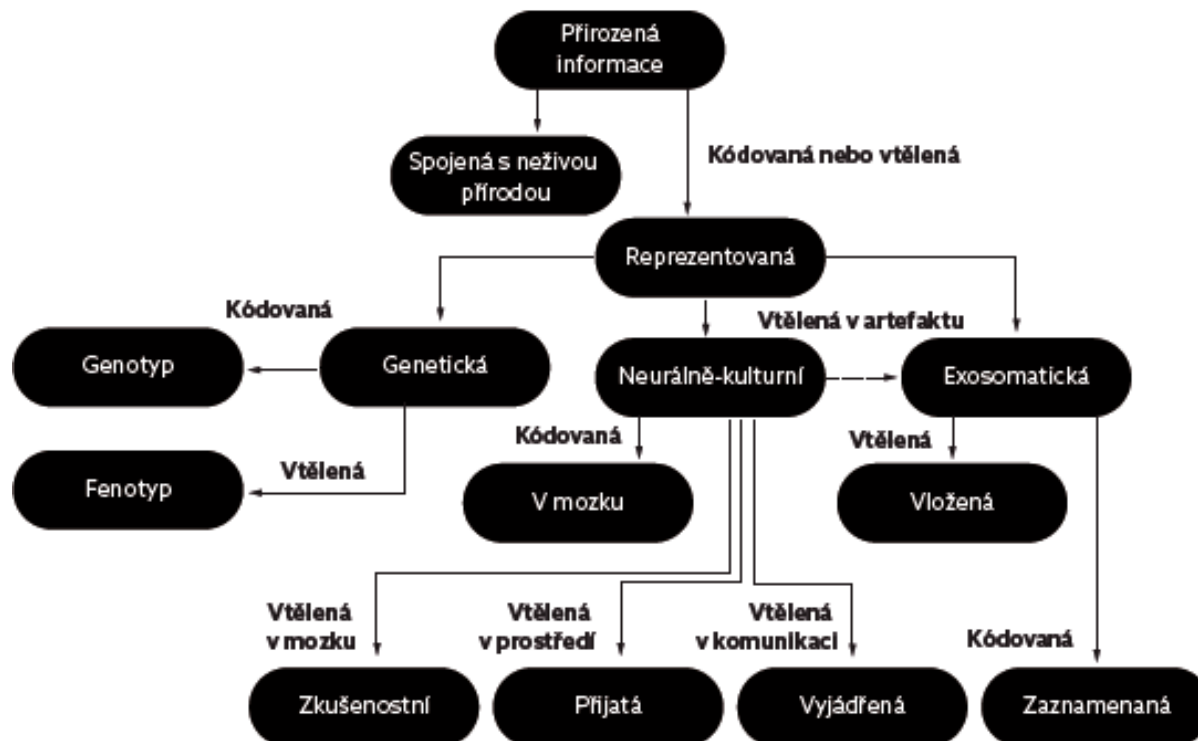 Přirozená
informace
Spojená s neživou
přírodou
Kódovaná nebo vtělená
Reprezentovaná
Kódovaná
Vtělená v artefaktu
Genotyp
Genetická
Neurálně-kulturní
Exosomatická
Kódovaná
Vtělená
Vtělená
Fenotyp
V mozku
Vložená
Vtělená
v mozku
Vtělená
v prostředí
Vtělená
v komunikaci
Kódovaná
Zkušenostní
Přijatá
Vyjádřená
Zaznamenaná